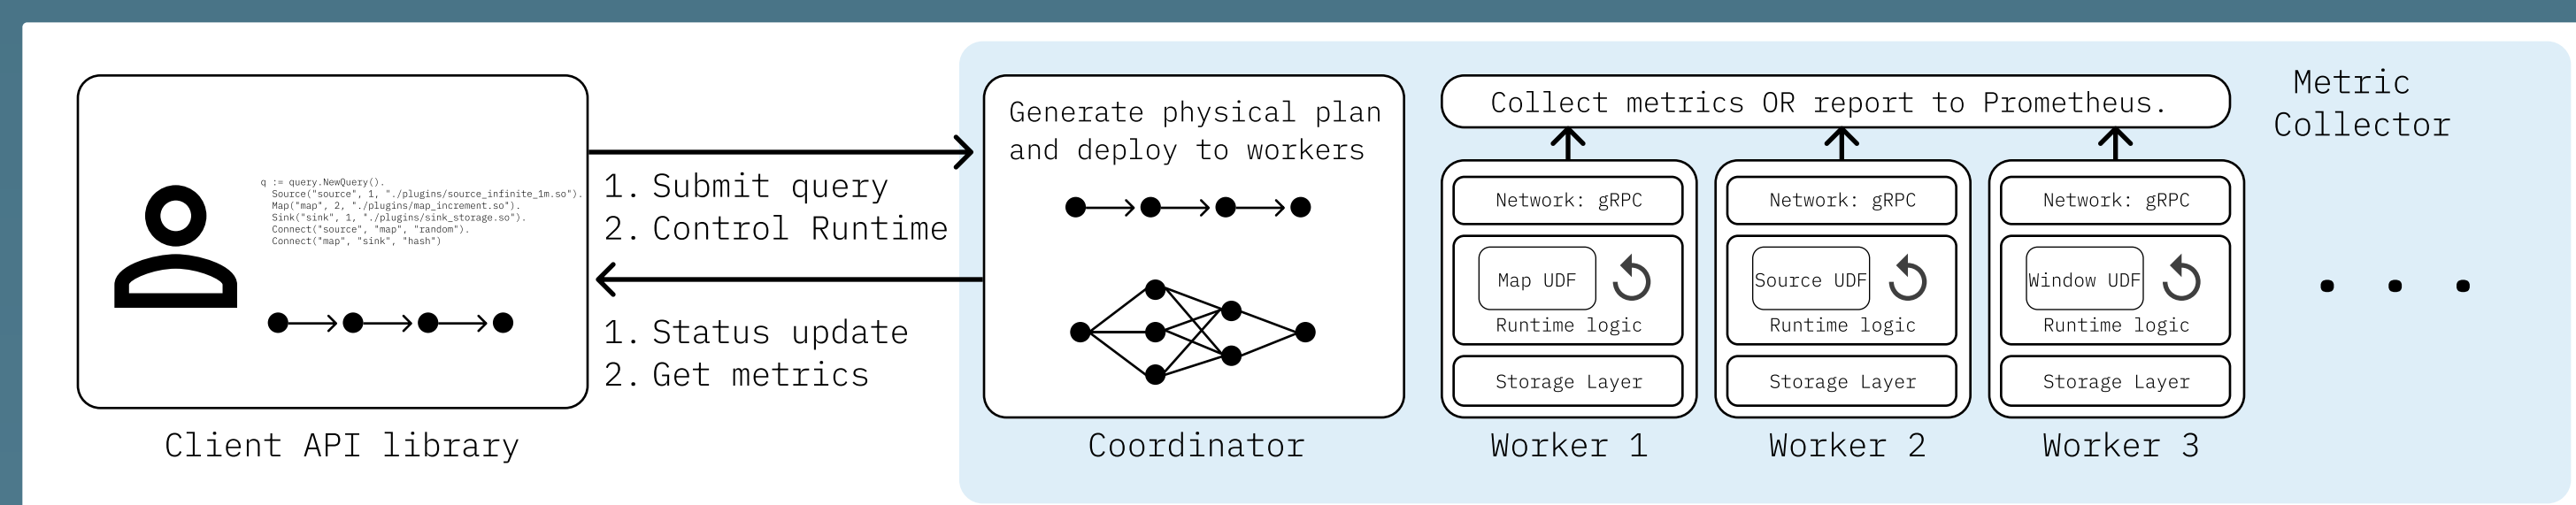 q := query.NewQuery().
Source("source", 1, "./plugins/source_infinite_1m.so").
Map("map", 2, "./plugins/map_increment.so").
Sink("sink", 1, "./plugins/sink_storage.so").
Connect("source", "map", "random").
Connect("map", "sink", "hash")
Client API library
1. Submit query
2. Control Runtime
1. Status update
2. Get metrics
Generate physical plan
and deploy to workers
Coordinator
Collect metrics OR report to Prometheus.
Metric
Collector
Network: gRPC
Map UDF
Runtime logic
Storage Layer
Worker 1
Network: gRPC
Source UDF
Runtime logic
Storage Layer
Worker 2
Network: gRPC
Window UDF
Runtime logic
Storage Layer
Worker 3